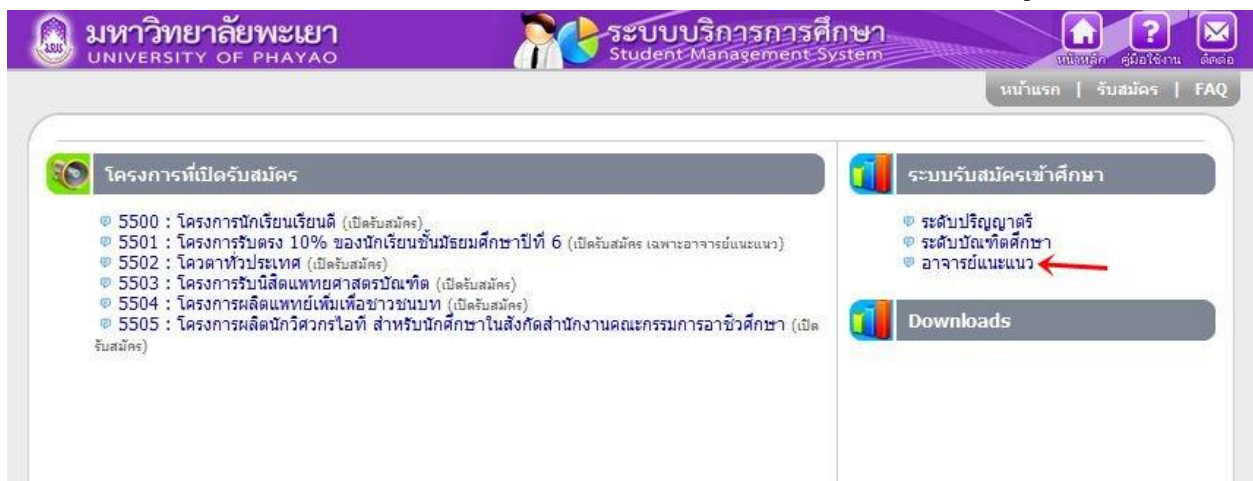 มหาวิทยาลัยพะเยา
UNIVERSITY OF PHAYAO
ระบบบริการการศึกษา
Student Management System
หน้าหลัก คู่มือใช้งาน ติดต่อ
หน้าแรก | รับสมัคร | FAQ
โครงการที่เปิดรับสมัคร
5500 : โครงการนักเรียนเรียนดี (เปิดรับสมัคร)
5501 : โครงการรับตรง 10% ของนักเรียนชั้นมัธยมศึกษาปีที่ 6 (เปิดรับสมัคร เฉพาะอาจารย์แนะแนว)
5502 : โควตาทั่วประเทศ (เปิดรับสมัคร)
5503 : โครงการรับนิสิตแพทยศาสตรบัณฑิต (เปิดรับสมัคร)
5504 : โครงการผลิตแพทย์เพิ่มเพื่อชาวชนบท (เปิดรับสมัคร)
5505 : โครงการผลิตนักวิศวกรไอที สำหรับนักศึกษาในสังกัดสำนักงานคณะกรรมการอาชีวศึกษา (เปิด
รับสมัคร)
ระบบรับสมัครเข้าศึกษา
ระดับปริญญาตรี
ระดับบัณฑิตศึกษา
อาจารย์แนะแนว
Downloads